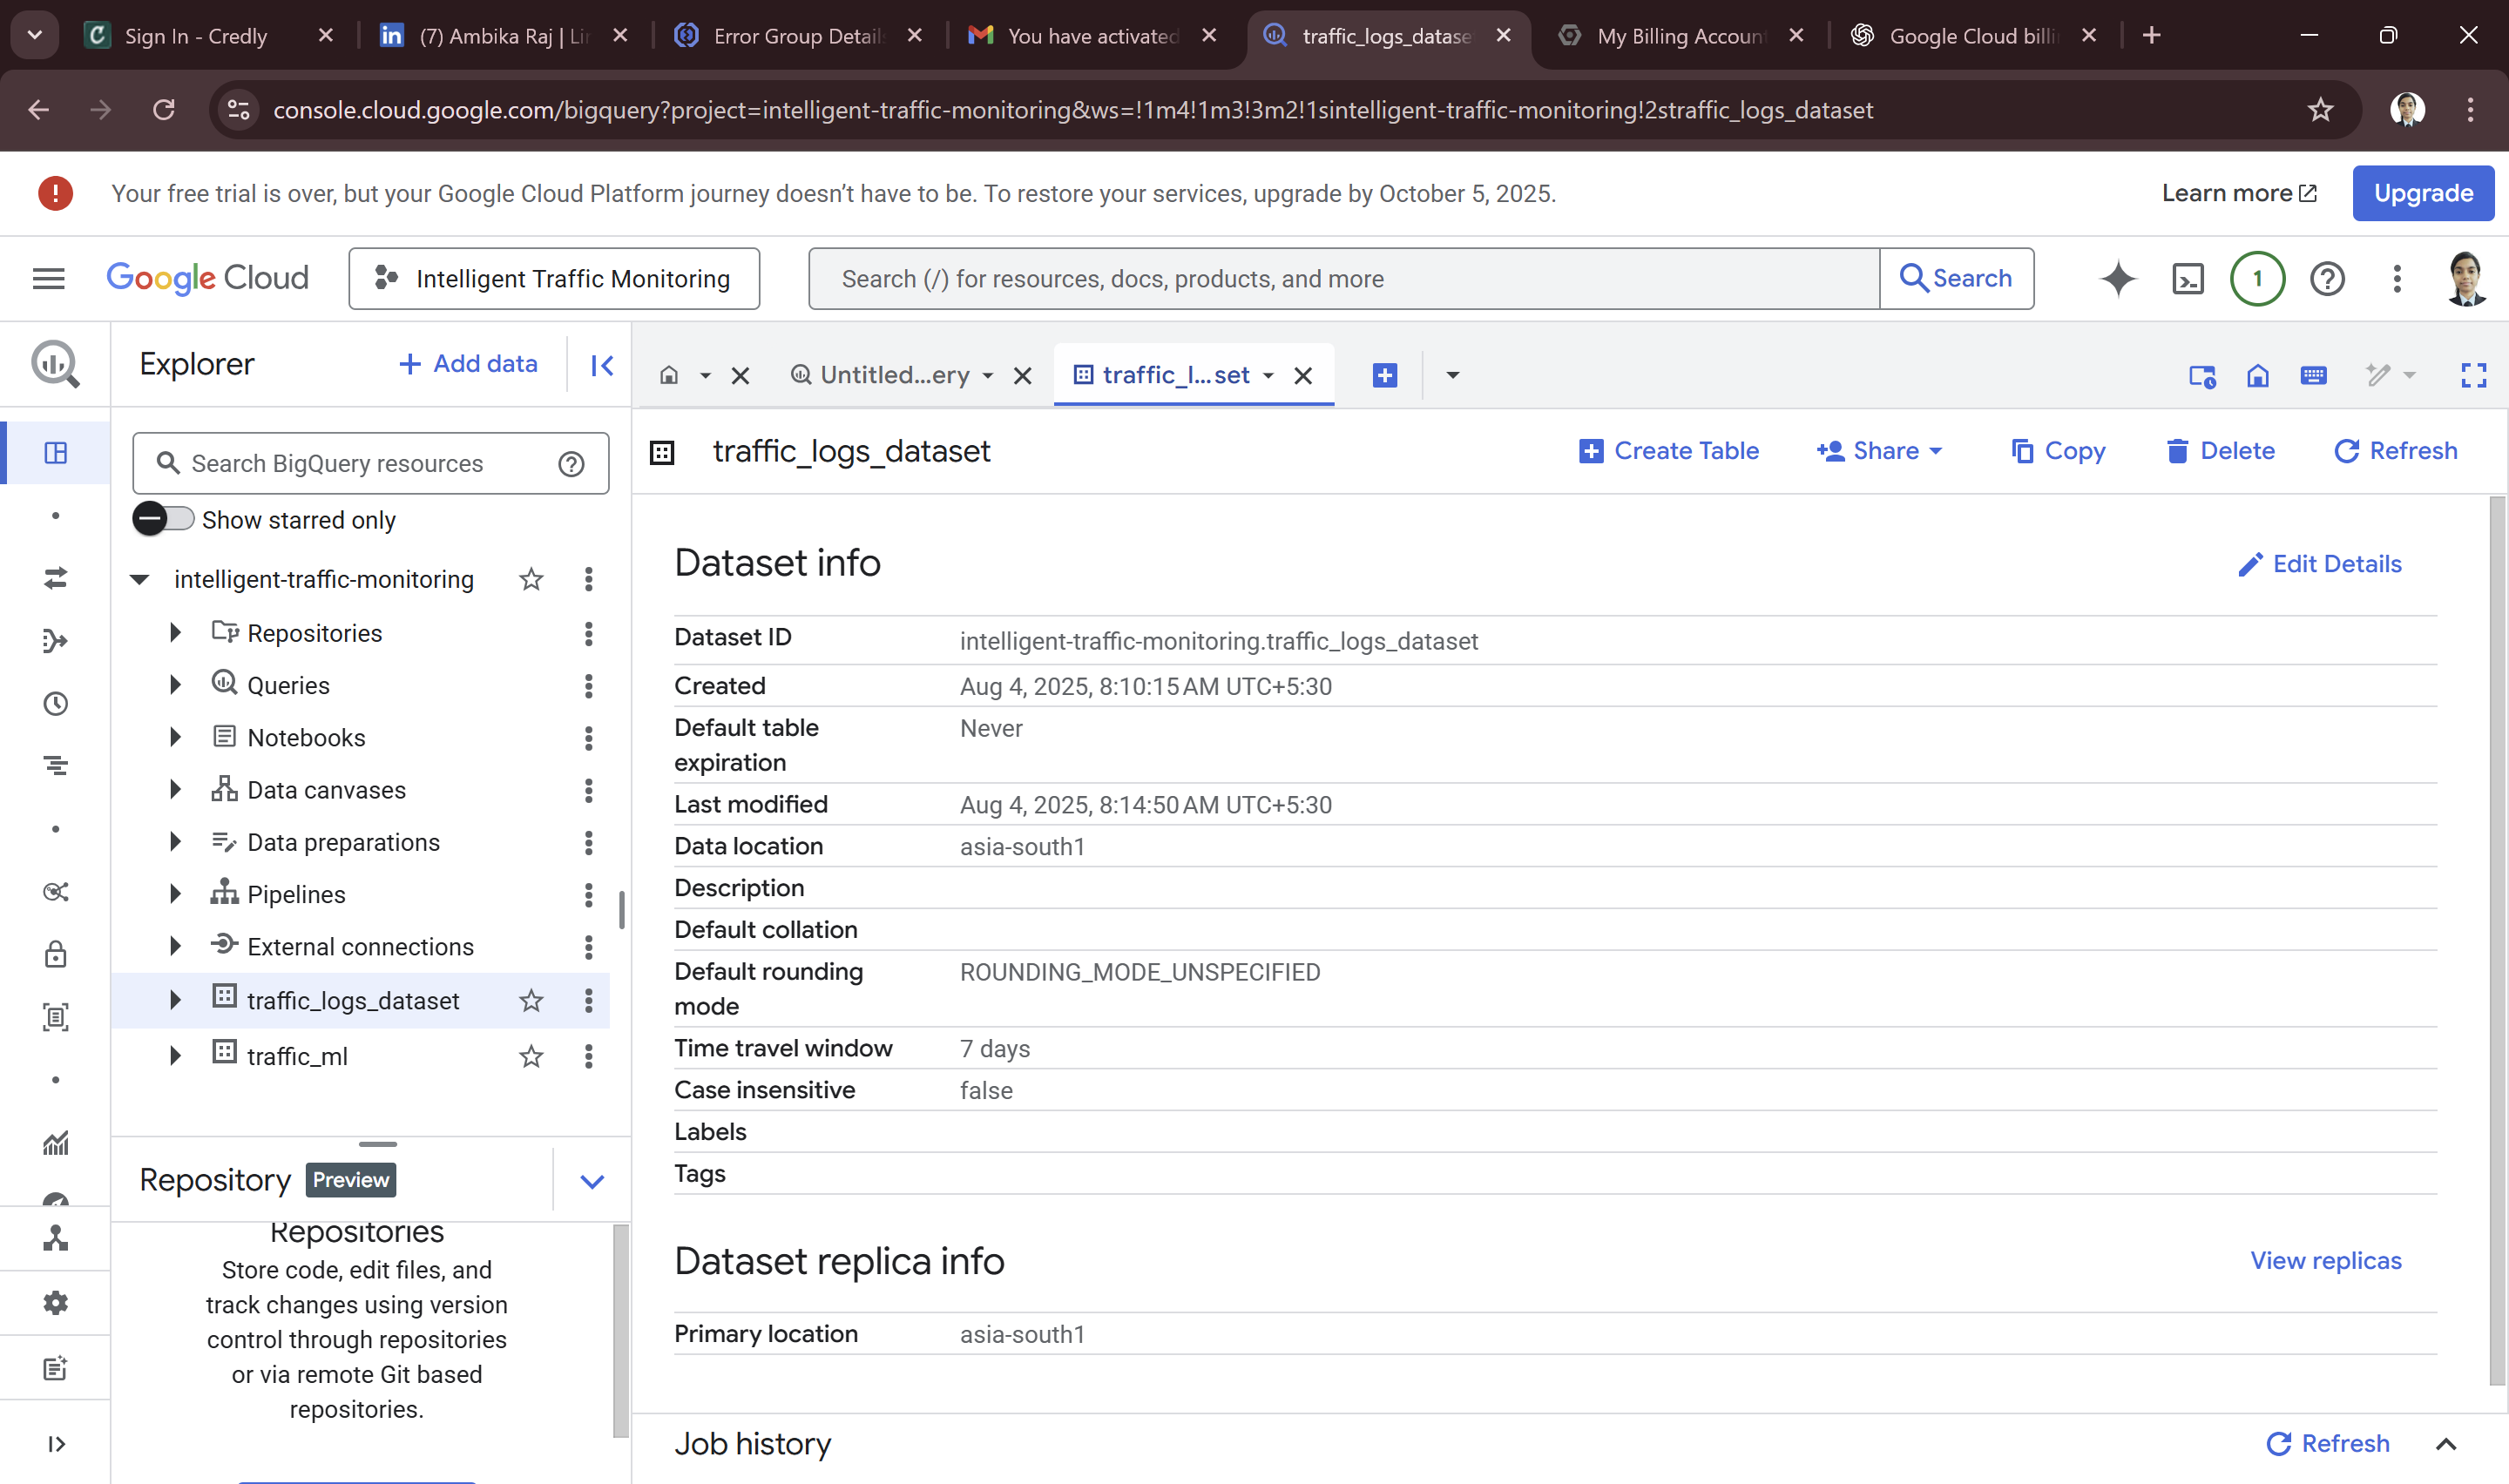 Sign In - Credly
(7) Ambika Raj | Lin
Error Group Details
You have activated
traffic_logs_datase
My Billing Account
Google Cloud billi
console.cloud.google.com/bigquery?project=intelligent-traffic-monitoring&ws=!1m4!1m3!3m2!1sintelligent-traffic-monitoring!2straffic_logs_dataset
Your free trial is over, but your Google Cloud Platform journey doesn’t have to be. To restore your services, upgrade by October 5, 2025.
Learn more
Upgrade
Google Cloud
Intelligent Traffic Monitoring
Search (/) for resources, docs, products, and more
Search
1
Explorer
Add data
Untitled...ery
traffic_l...set
Search BigQuery resources
traffic_logs_dataset
Create Table
Share
Copy
Delete
Refresh
Show starred only
intelligent-traffic-monitoring
Repositories
Queries
Notebooks
Data canvases
Data preparations
Pipelines
External connections
traffic_logs_dataset
traffic_ml
Repository Preview
Repositories
Store code, edit files, and
track changes using version
control through repositories
or via remote Git based
repositories.
Dataset info
Edit Details
Dataset ID intelligent-traffic-monitoring.traffic_logs_dataset
Created Aug 4, 2025, 8:10:15 AM UTC+5:30
Default table expiration Never
Last modified Aug 4, 2025, 8:14:50 AM UTC+5:30
Data location asia-south1
Description
Default collation
Default rounding mode ROUNDING_MODE_UNSPECIFIED
Time travel window 7 days
Case insensitive false
Labels
Tags
Dataset replica info
View replicas
Primary location asia-south1
Job history
Refresh